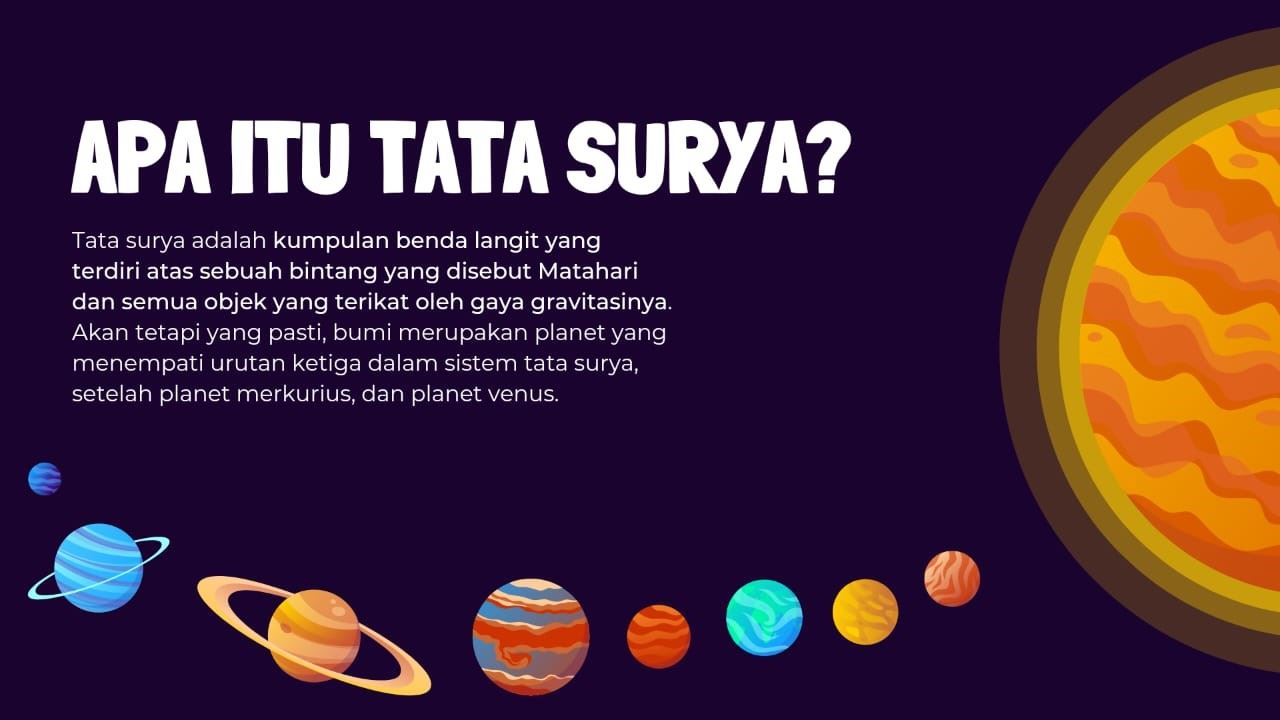 APA ITU TATA SURYA?
Tata surya adalah kumpulan benda langit yang
terdiri atas sebuah bintang yang disebut Matahari
dan semua objek yang terikat oleh gaya gravitasinya.
Akan tetapi yang pasti, bumi merupakan planet yang
menempati urutan ketiga dalam sistem tata surya,
setelah planet merkurius, dan planet venus.